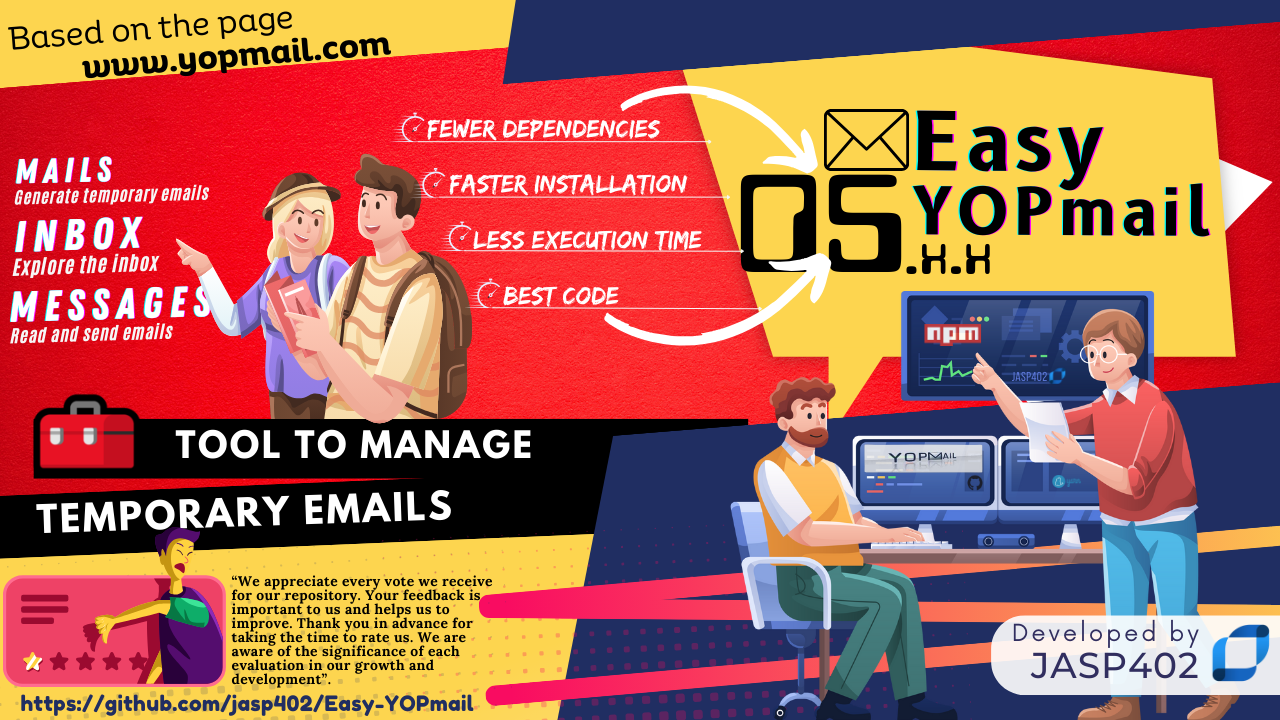 Based on the page
www.yopmail.com
MAILS
Generate temporary emails
INBOX
Explore the inbox
MESSAGES
Read and send emails
FEWER DEPENDENCIES
FASTER INSTALLATION
LESS EXECUTION TIME
BEST CODE
Easy
YOPmail
05.x.x
npm
JASP402
YOPMAIL
TOOL TO MANAGE
TEMPORARY EMAILS
“We appreciate every vote we receive
for our repository. Your feedback is
important to us and helps us to
improve. Thank you in advance for
taking the time to rate us. We are
aware of the significance of each
evaluation in our growth and
development”.
https://github.com/jasp402/Easy-YOPmail
Developed by
JASP402